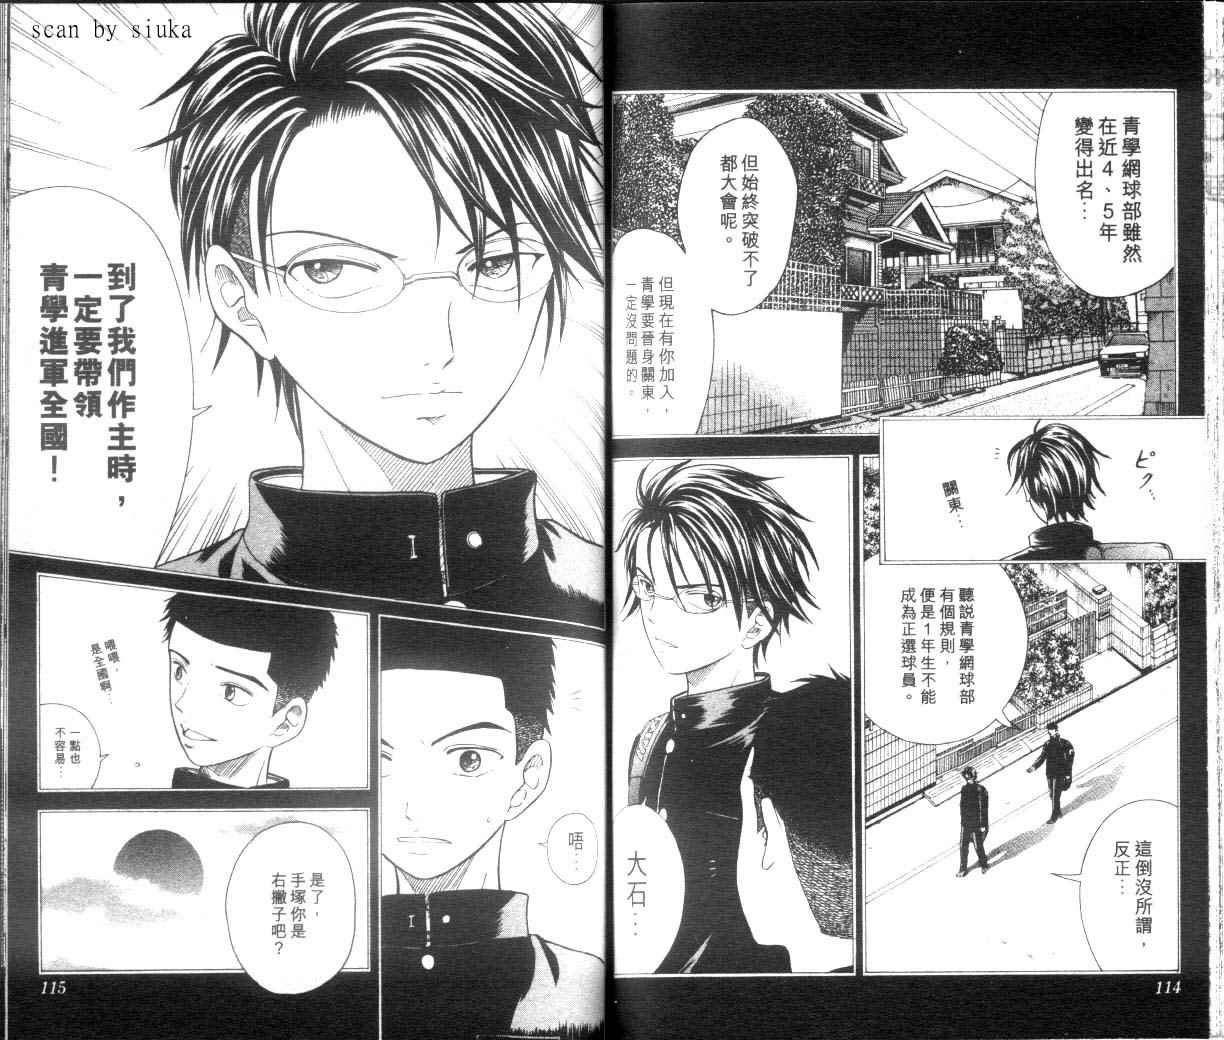 scan by siuka
青學網球部雖然
在近4、5年
變得出名…
但始終突破不了
都大會呢。
但現在有你加入，
青學要晉身關東，
一定沒問題的。
ピク…
關東…
聽説青學網球部
有個規則，
便是1年生不能
成為正選球員。
這倒沒所謂，
反正…
大石…
114
到了我們作主時，
一定要帶領
青學進軍全國！
唔…
喂喂，
是全國啊…
一點也
不容易…
是了，
手塚你是
右撇子吧？
115